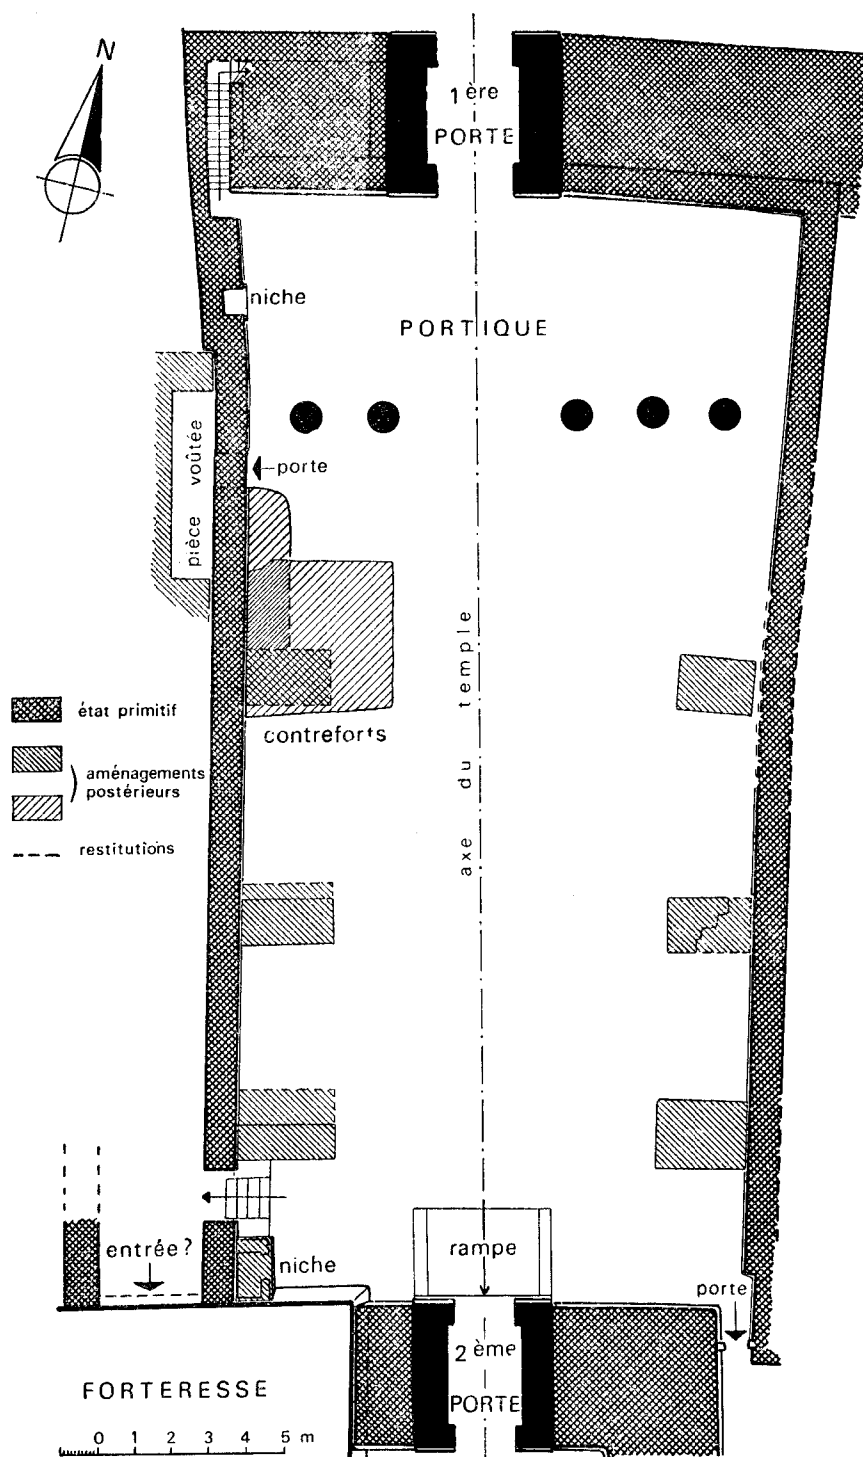 N
1ère
PORTE
niche
PORTIQUE
pièce voûtée
porte
axe du temple
état primitif
contreforts
aménagements
postérieurs
restitutions
entrée?
niche
rampe
porte
2ème
PORTE
FORTERESSE
0 1 2 3 4 5 m